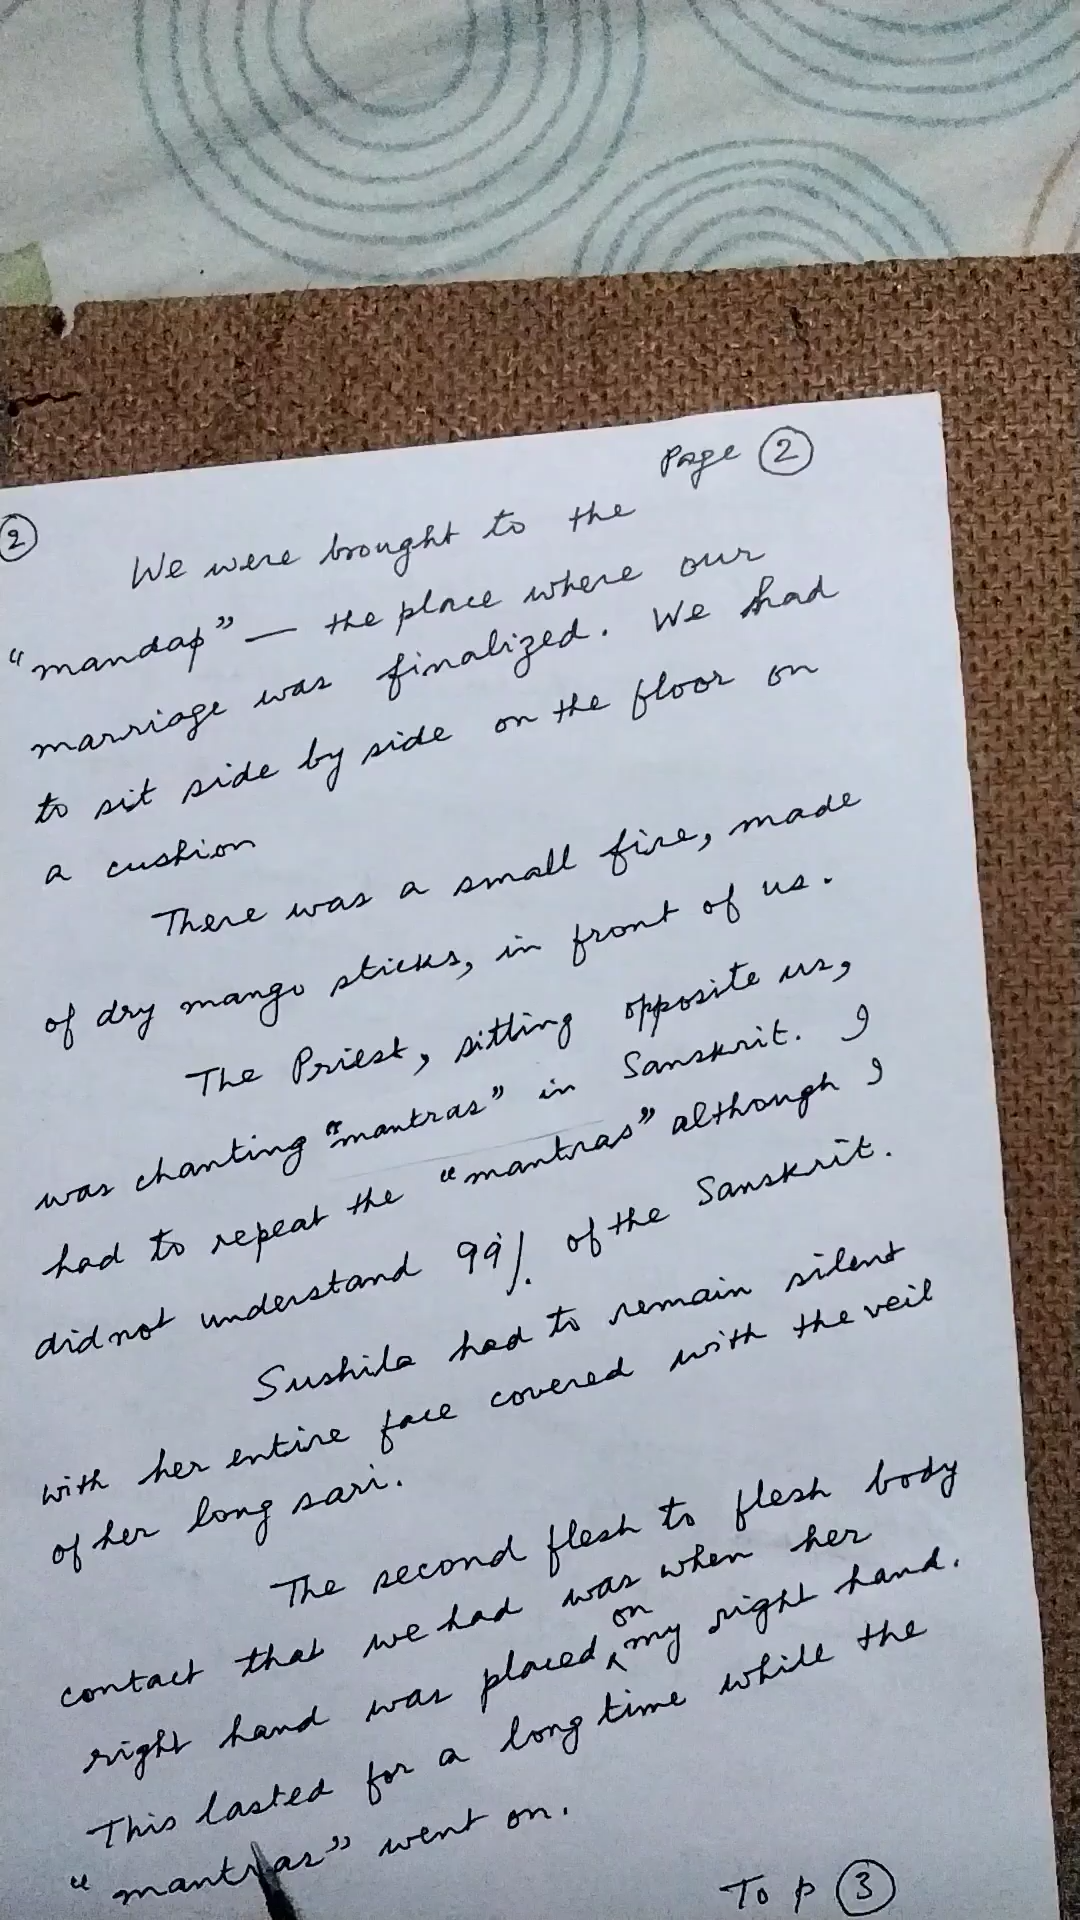 Page 2
2 We were brought to the
"mandap" — the place where our
marriage was finalized. We had
to sit side by side on the floor on
a cushion
There was a small fire, made
of dry mango sticks, in front of us.
The Priest, sitting opposite us,
was chanting "mantras" in Sanskrit. I
had to repeat the "mantras" although I
did not understand 99% of the Sanskrit.
Sushila had to remain silent
with her entire face covered with the veil
of her long sari.
The second flesh to flesh body
contact that we had was when her
right hand was placed on my right hand.
This lasted for a long time while the
"mantras" went on.
To p 3